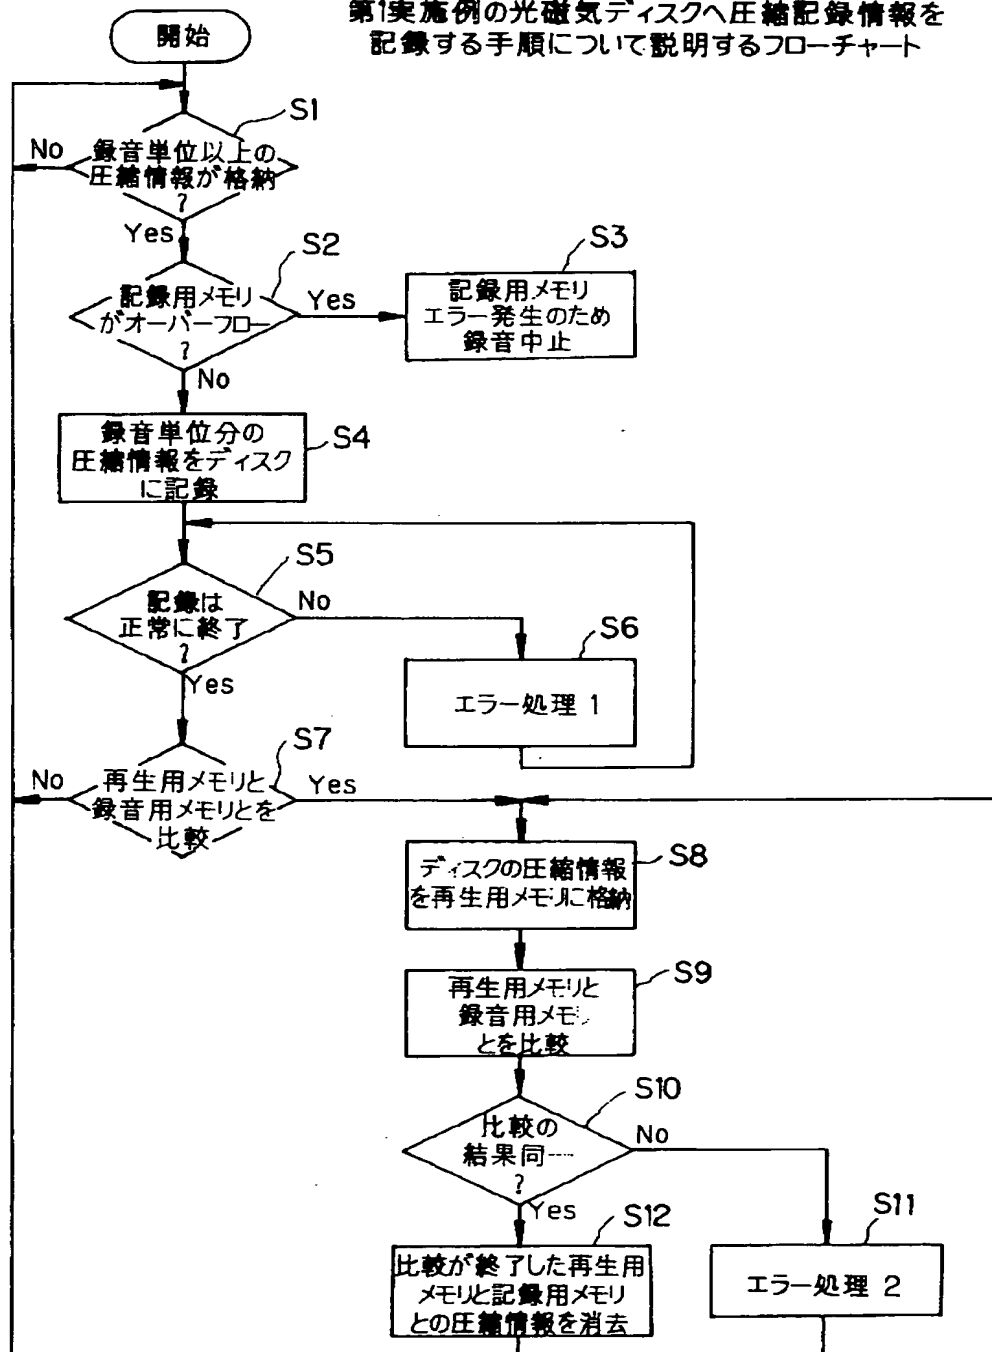 第1実施例の光磁気ディスクへ圧縮記録情報を
記録する手順について説明するフローチャート
開始
S1
録音単位以上の
圧縮情報が格納
?
No
Yes
S2
記録用メモリ
がオーバーフロー
?
Yes
No
S3
記録用メモリ
エラー発生のため
録音中止
S4
録音単位分の
圧縮情報をディスク
に記録
S5
記録は
正常に終了
?
No
Yes
S6
エラー処理 1
S7
再生用メモリと
録音用メモリとを
比較
No
Yes
S8
ディスクの圧縮情報
を再生用メモリに格納
S9
再生用メモリと
録音用メモリ
とを比較
S10
比較の
結果同一
?
No
Yes
S11
エラー処理 2
S12
比較が終了した再生用
メモリと記録用メモリ
との圧縮情報を消去